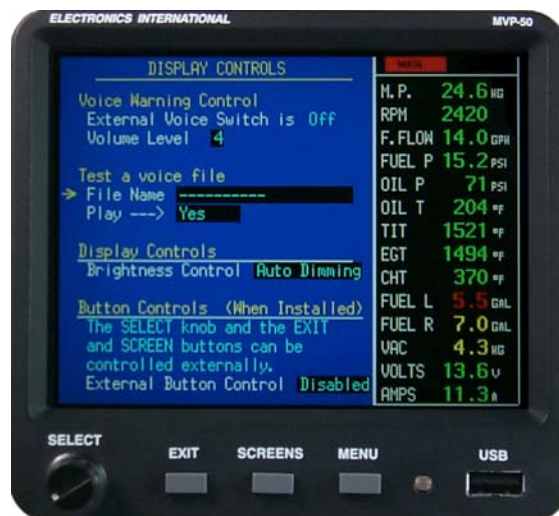 ELECTRONICS INTERNATIONAL
MVP-50
DISPLAY CONTROLS
Voice Warning Control
External Voice Switch is Off
Volume Level 4
Test a voice file
File Name ----------
Play ---> Yes
Display Controls
Brightness Control Auto Dimming
Button Controls (When Installed)
The SELECT knob and the EXIT
and SCREEN buttons can be
controlled externally.
External Button Control Disabled
MAIN
M.P. 24.6 HG
RPM 2420
F.FLOW 14.0 GPH
FUEL P 15.2 PSI
OIL P 71 PSI
OIL T 204 °F
TIT 1521 °F
EGT 1494 °F
CHT 370 °F
FUEL L 5.5 GAL
FUEL R 7.0 GAL
VAC 4.3 HG
VOLTS 13.6 V
AMPS 11.3 A
SELECT
EXIT
SCREENS
MENU
USB